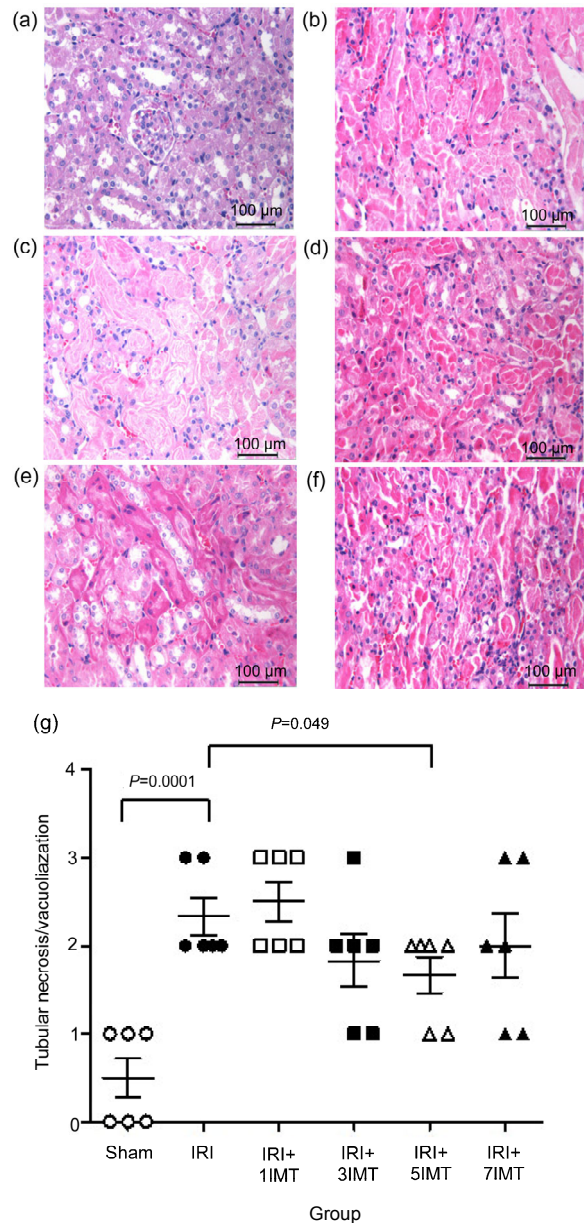 (a)
(b)
100 μm
100 μm
(c)
(d)
100 μm
100 μm
(e)
(f)
100 μm
100 μm
(g)
P=0.049
P=0.0001
4
3
2
1
0
Tubular necrosis/vacuoliazation
Sham IRI IRI+ IRI+ IRI+ IRI+
1IMT 3IMT 5IMT 7IMT
Group